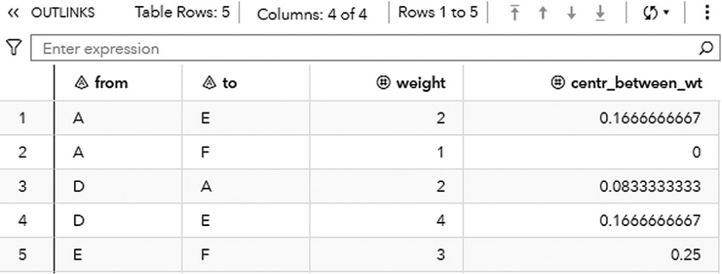 OUTLINKS Table Rows: 5 Columns: 4 of 4 Rows 1 to 5
Enter expression
from to weight centr_between_wt
1 A E 2 0.1666666667
2 A F 1 0
3 D A 2 0.0833333333
4 D E 4 0.1666666667
5 E F 3 0.25